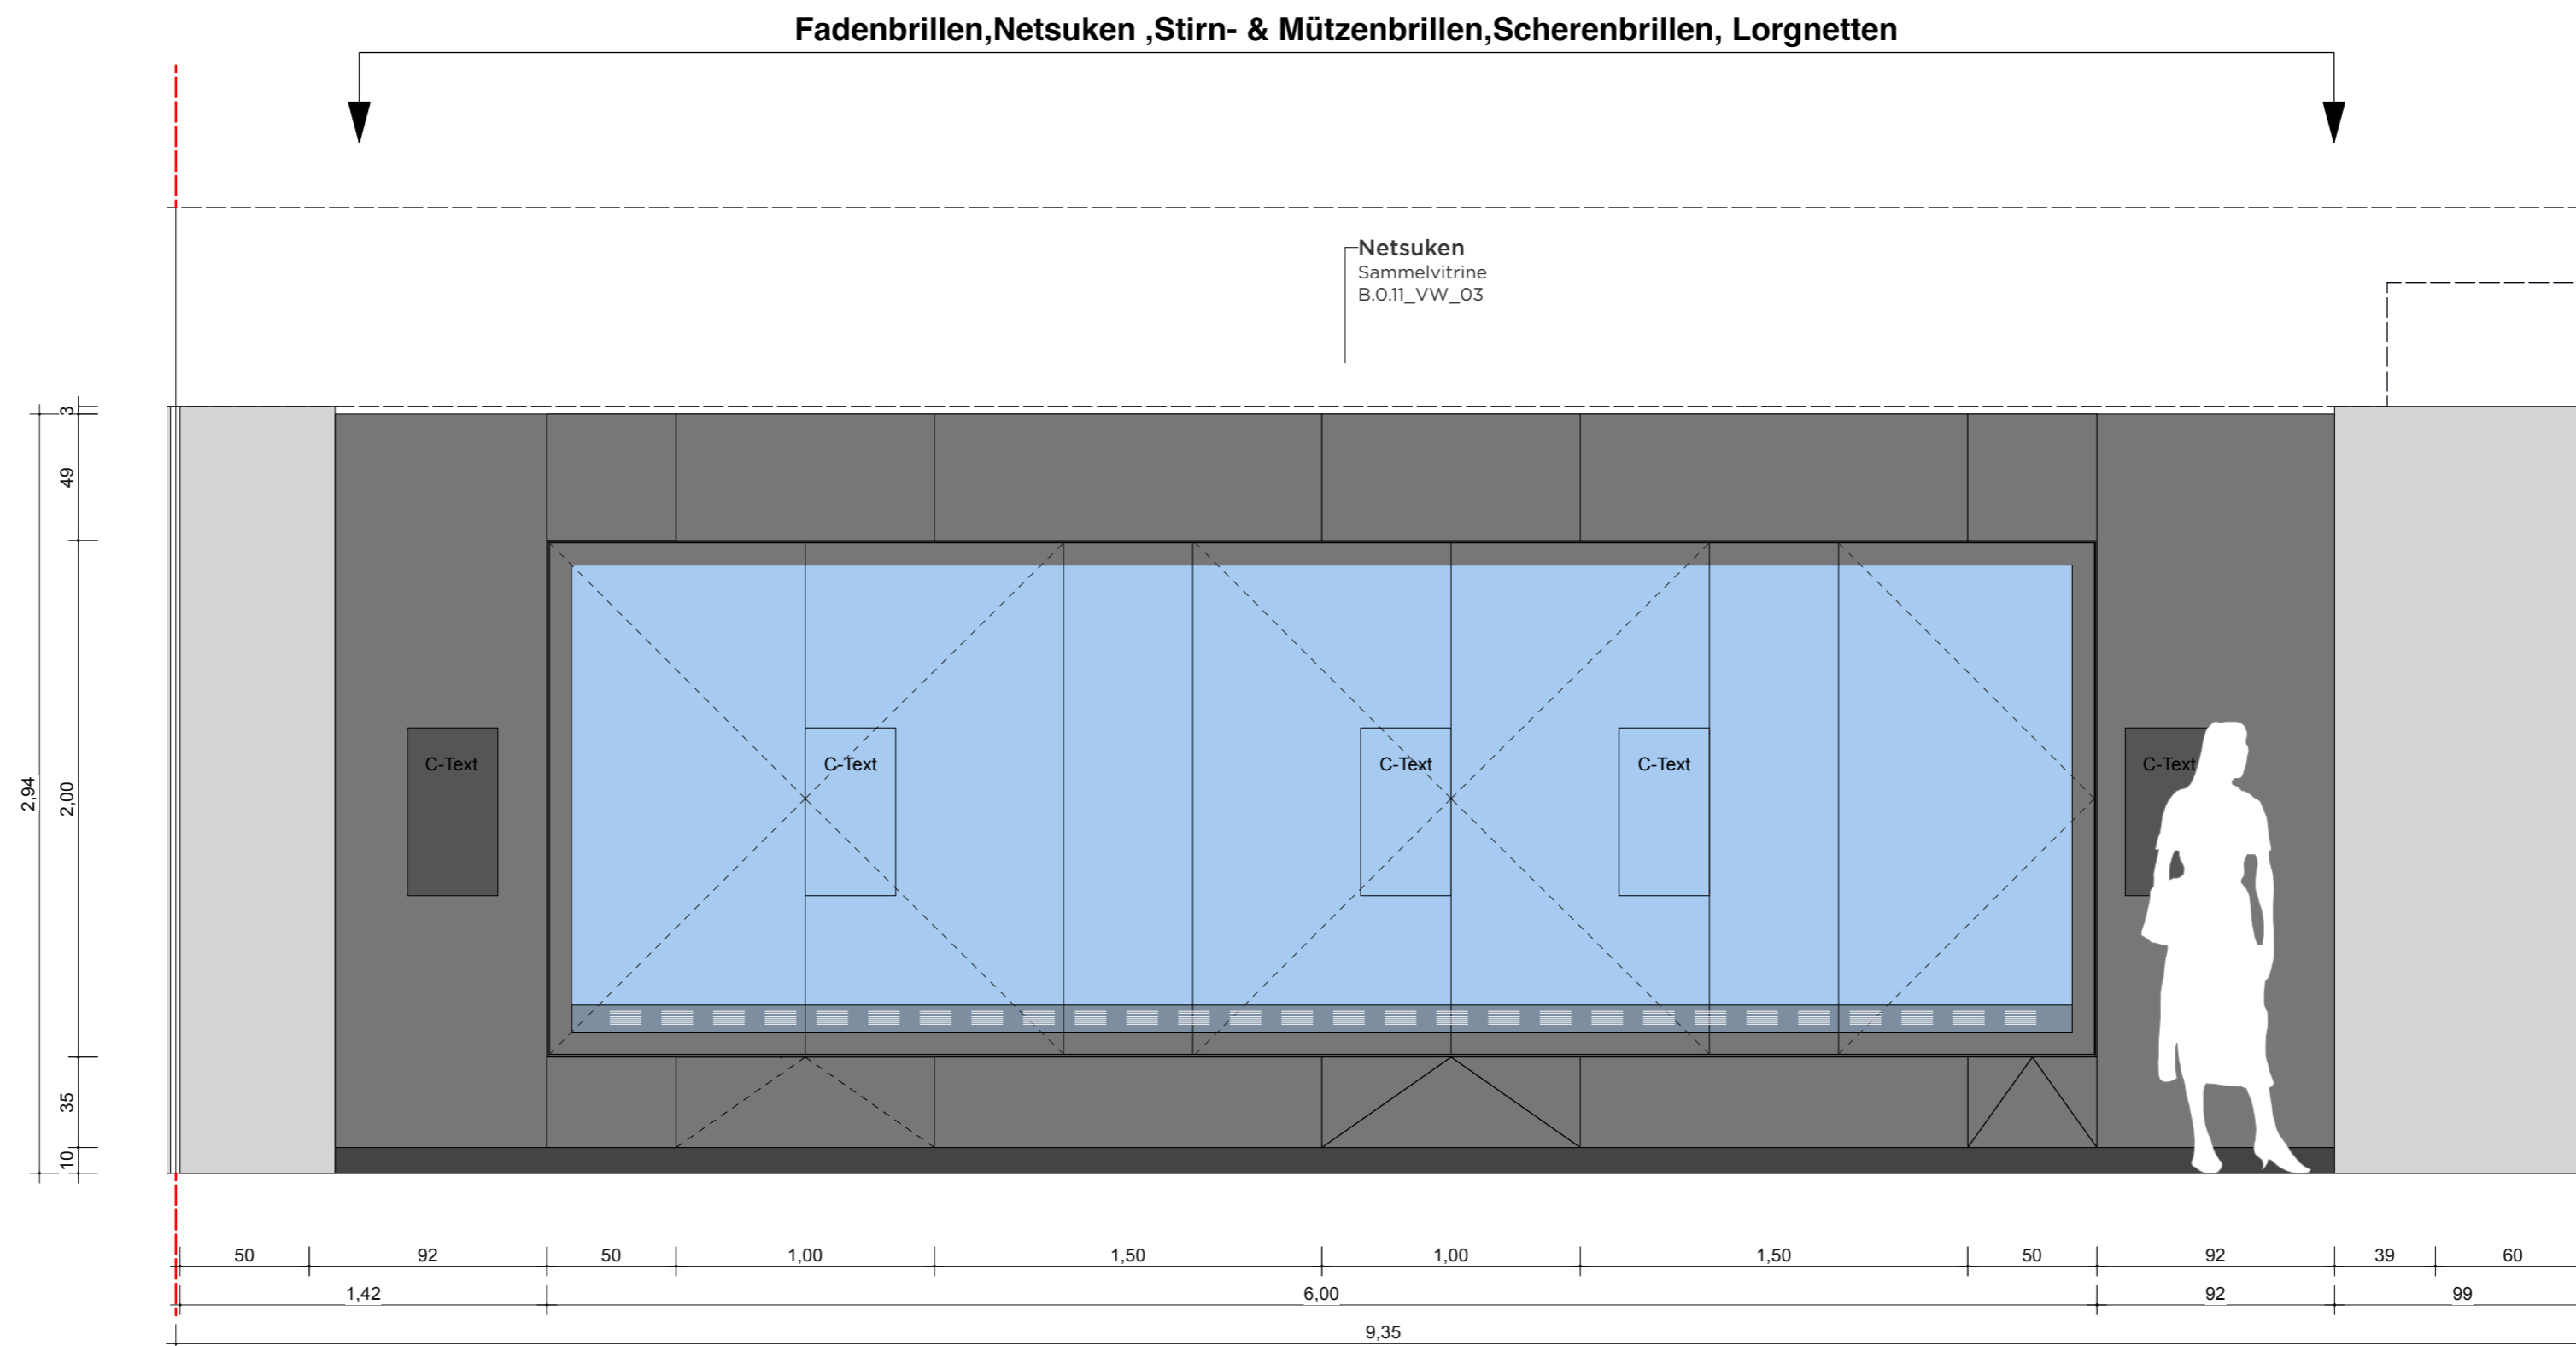 Fadenbrillen,Netsuken ,Stirn- & Mützenbrillen,Scherenbrillen, Lorgnetten
Netsuken
Sammelvitrine
B.0.11_VW_03
3
49
2,94
2,00
35
10
C-Text
C-Text
C-Text
C-Text
C-Text
50 92 50 1,00 1,50 1,00 1,50 50 92 39 60
1,42 6,00 92 99
9,35